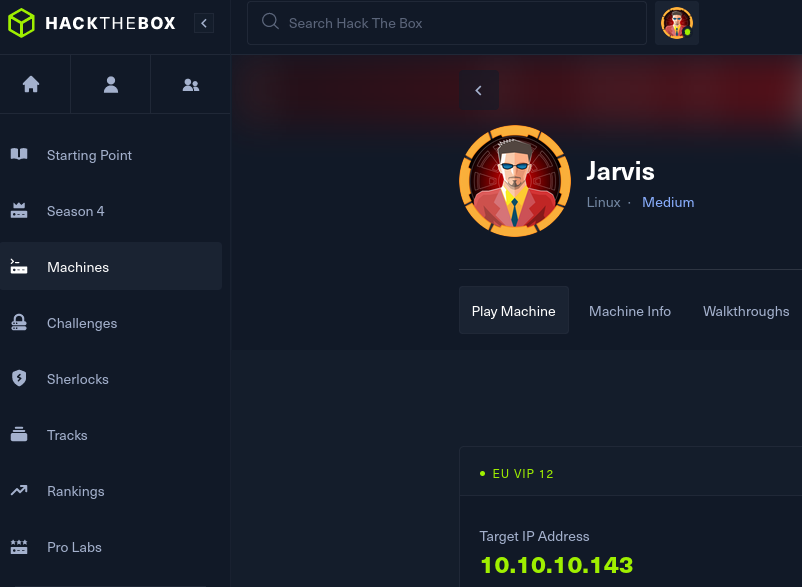 HACKTHEBOX
Search Hack The Box
Starting Point
Season 4
Machines
Challenges
Sherlocks
Tracks
Rankings
Pro Labs
Jarvis
Linux · Medium
Play Machine
Machine Info
Walkthroughs
EU VIP 12
Target IP Address
10.10.10.143